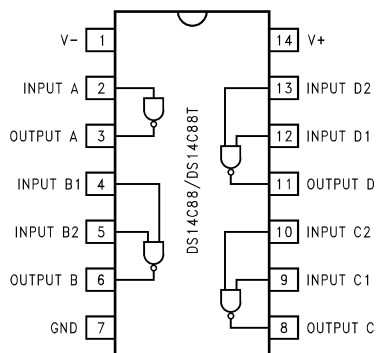 V- 1
INPUT A 2
OUTPUT A 3
INPUT B1 4
INPUT B2 5
OUTPUT B 6
GND 7
DS14C88/DS14C88T
14 V+
13 INPUT D2
12 INPUT D1
11 OUTPUT D
10 INPUT C2
9 INPUT C1
8 OUTPUT C